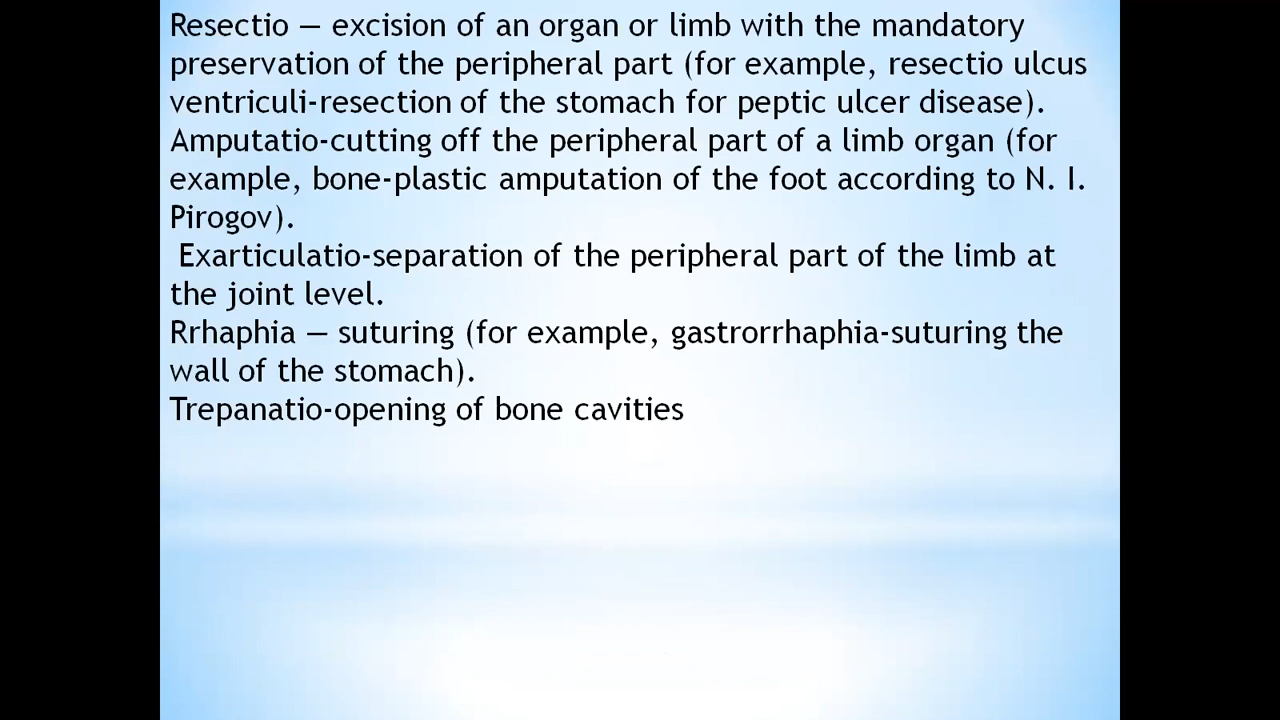 Resectio — excision of an organ or limb with the mandatory
preservation of the peripheral part (for example, resectio ulcus
ventriculi-resection of the stomach for peptic ulcer disease).
Amputatio-cutting off the peripheral part of a limb organ (for
example, bone-plastic amputation of the foot according to N. I.
Pirogov).
Exarticulatio-separation of the peripheral part of the limb at
the joint level.
Rrhaphia — suturing (for example, gastrorrhaphia-suturing the
wall of the stomach).
Trepanatio-opening of bone cavities